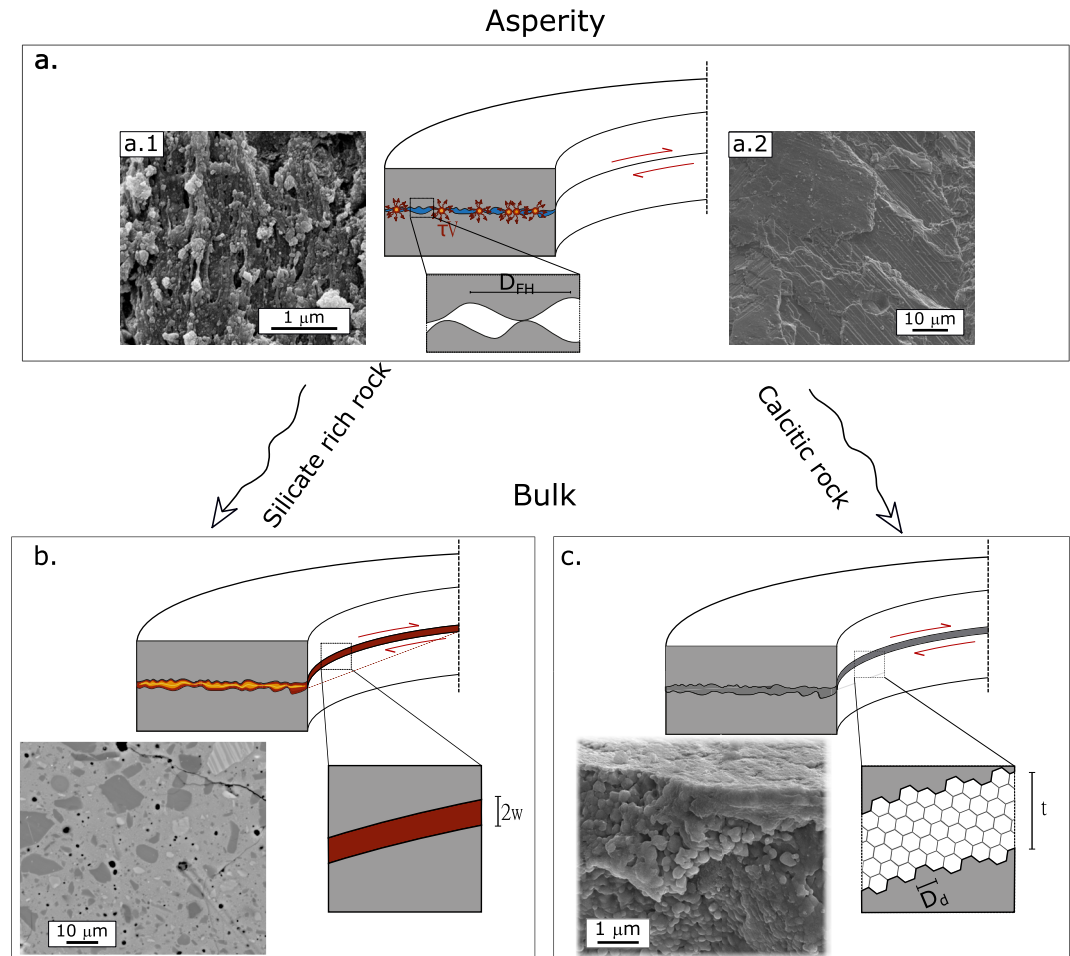 Asperity
a.
a.1
a.2
τV
D_FH
1 μm
10 μm
Silicate rich rock
Calcitic rock
Bulk
b.
c.
2w
t
D_d
10 μm
1 μm